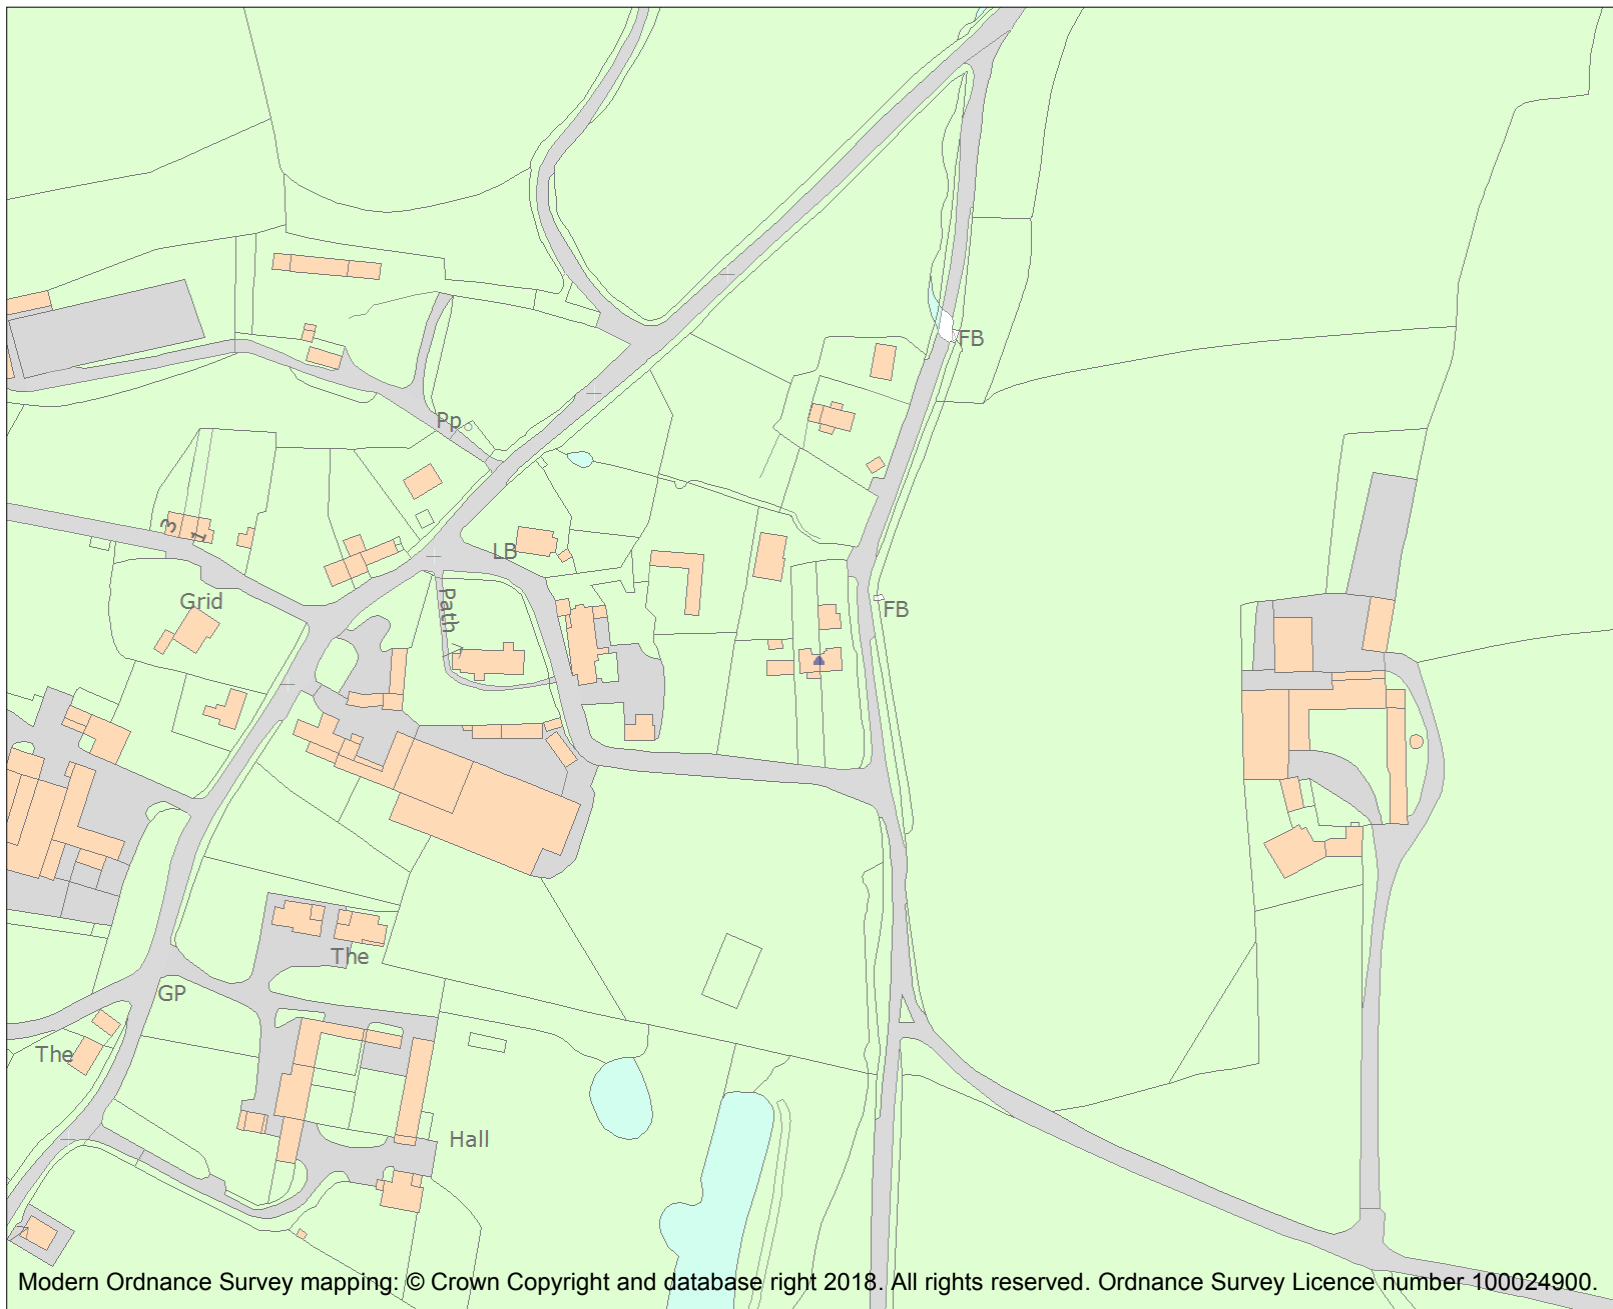 FB
Pp
3
1
LB
Path
Grid
FB
The
GP
The
Hall
Modern Ordnance Survey mapping: © Crown Copyright and database right 2018. All rights reserved. Ordnance Survey Licence number 100024900.